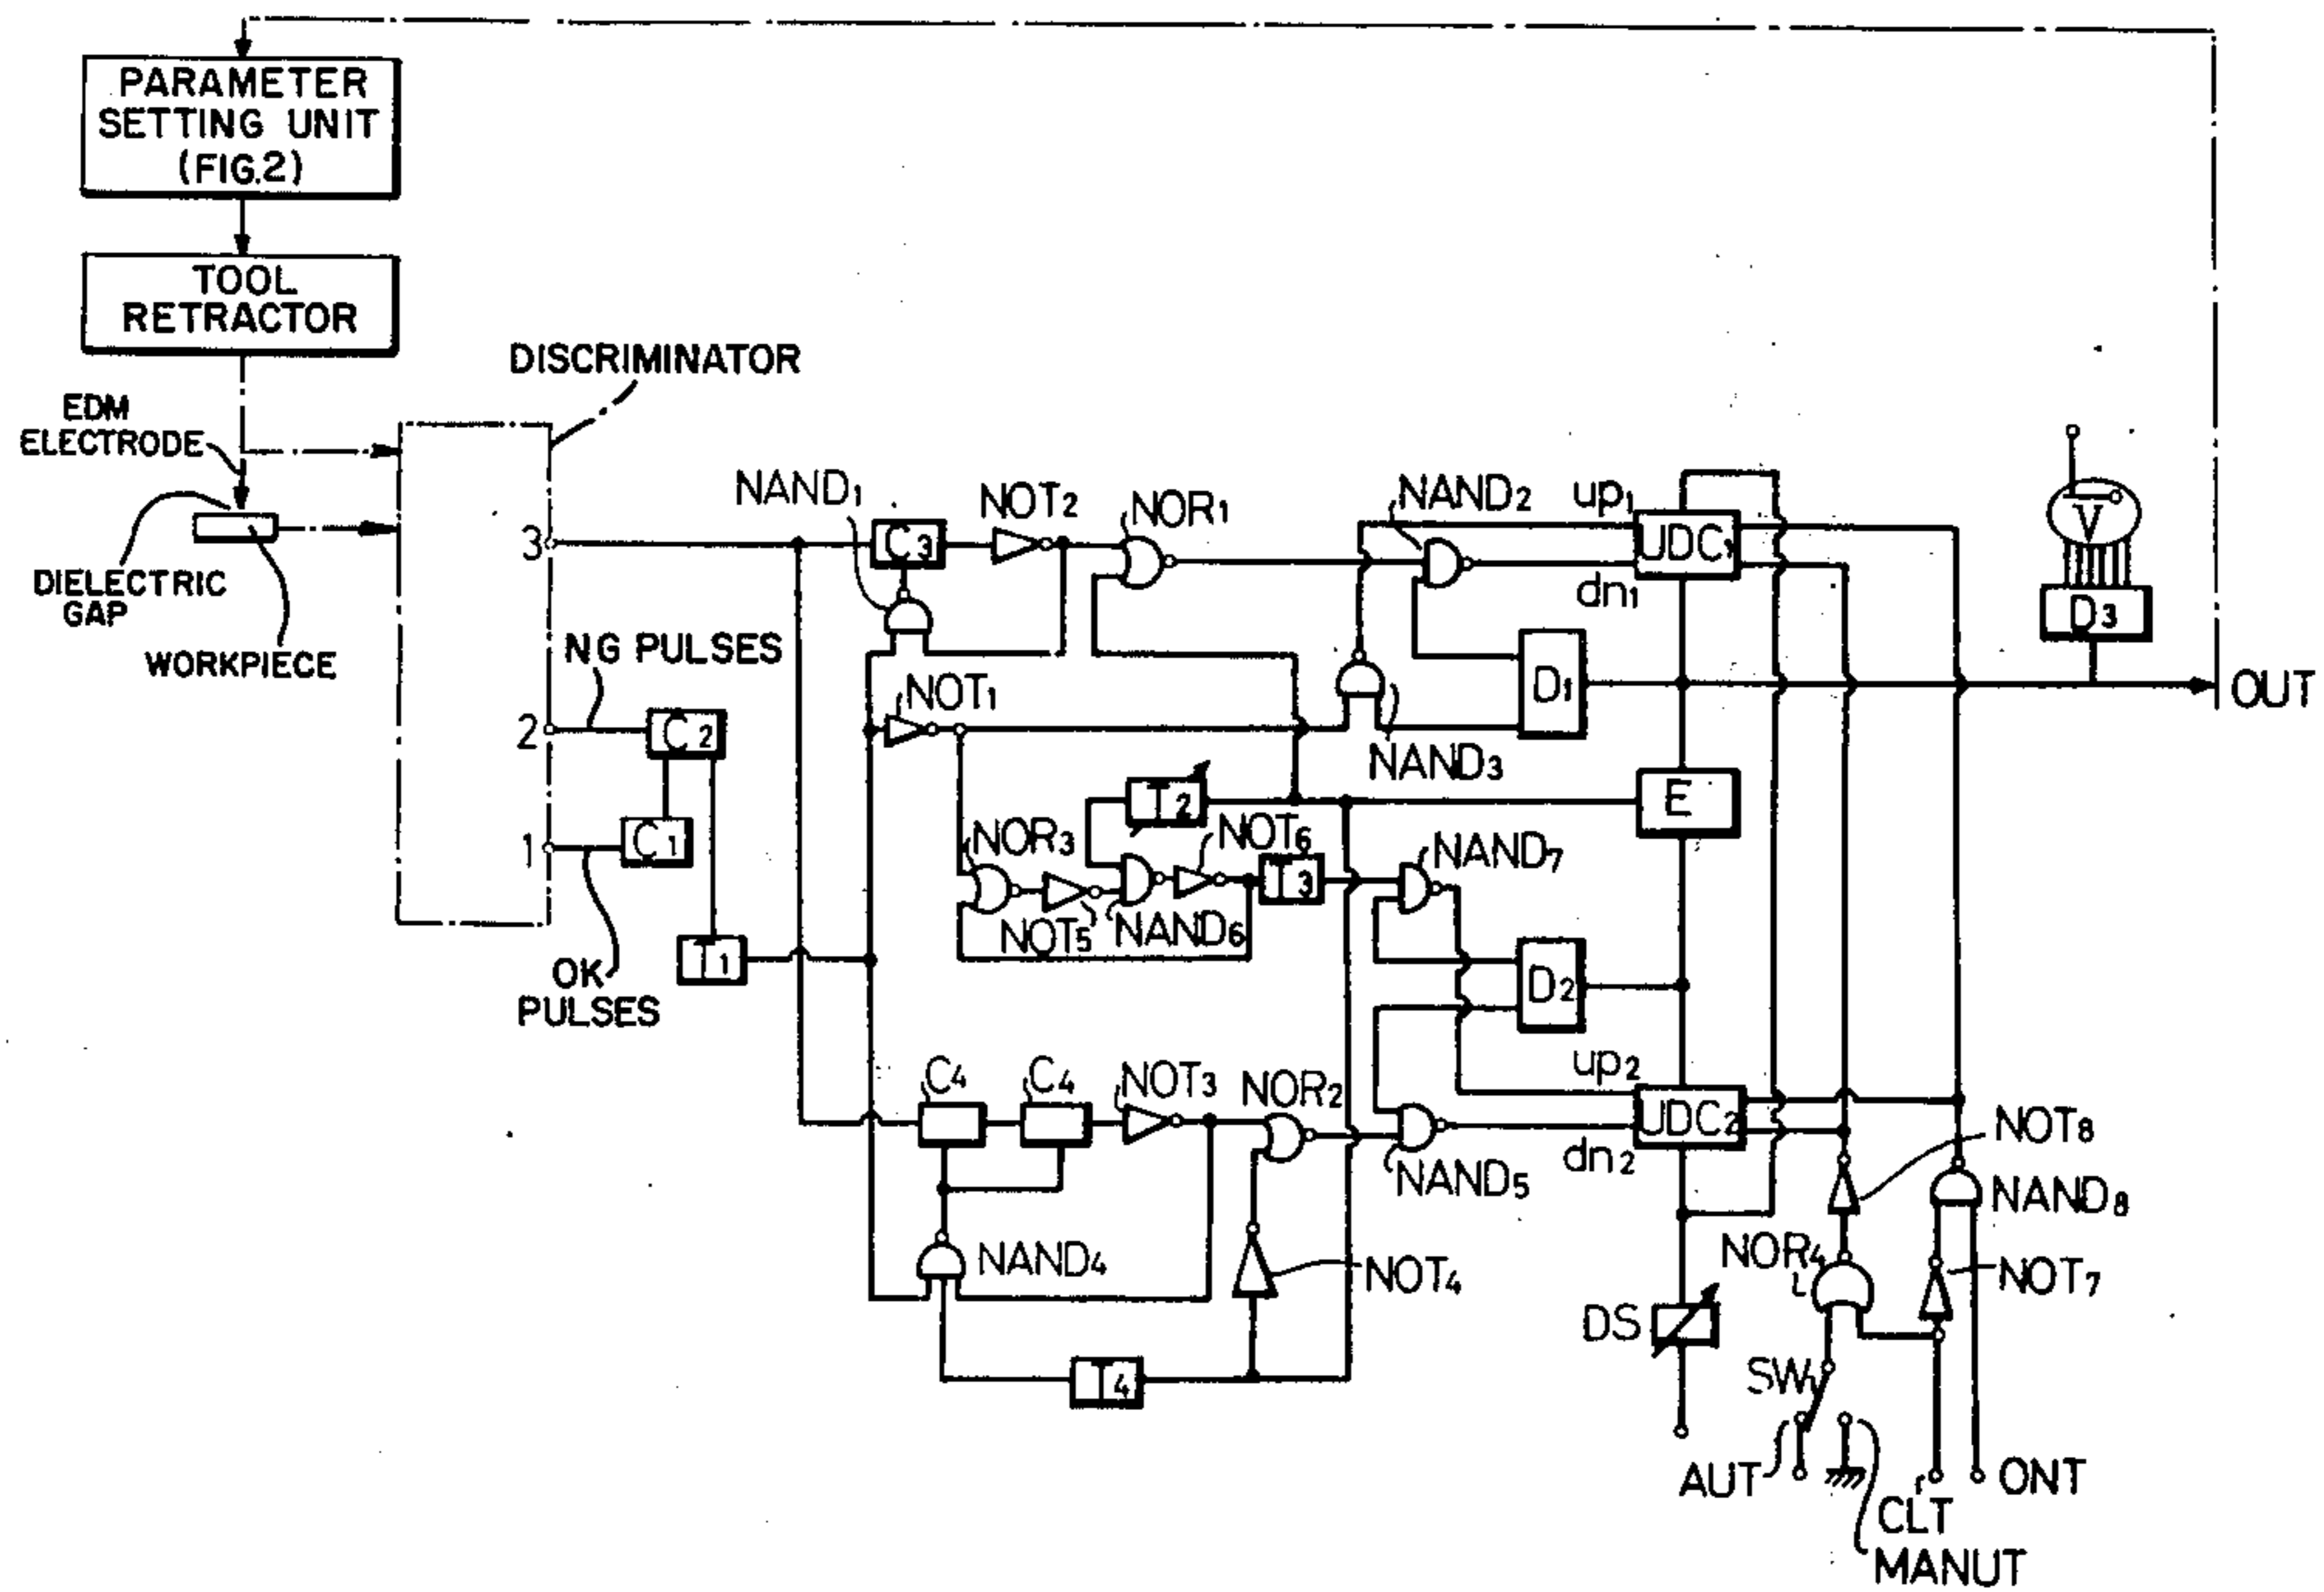 PARAMETER
SETTING UNIT
(FIG.2)
TOOL
RETRACTOR
DISCRIMINATOR
EDM
ELECTRODE
DIELECTRIC
GAP
WORKPIECE
3
2
1
NG PULSES
OK
PULSES
C1
C2
T1
NAND1
C3
NOT2
NOR1
NAND2
up1
UDC1
dn1
V
D3
OUT
NOT1
D1
NAND3
T2
E
NOR3
NOT6
T3
NAND7
NOT5
NAND6
D2
C4
C4
NOT3
NOR2
up2
UDC2
dn2
NAND5
NOT8
NAND8
NAND4
NOT4
NOR4
NOT7
DS
T4
SW1
AUT
CLT
ONT
MANUT